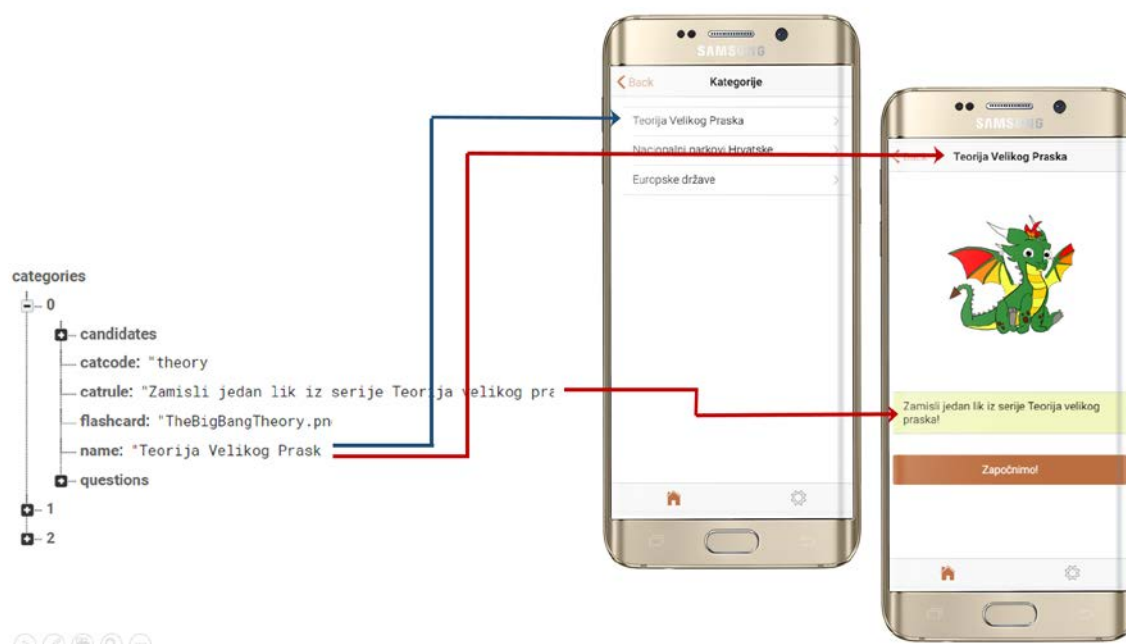 categories
0
candidates
catcode: "theory
catrule: "Zamisli jedan lik iz serije Teorija velikog pra
flashcard: "TheBigBangTheory.pn
name: "Teorija Velikog Prask
questions
1
2
SAMSUNG
Back Kategorije
Teorija Velikog Praska
Nacionalni parkovi Hrvatske
Europske države
SAMSUNG
Back Teorija Velikog Praska
Zamisli jedan lik iz serije Teorija velikog
praska!
Započnimo!